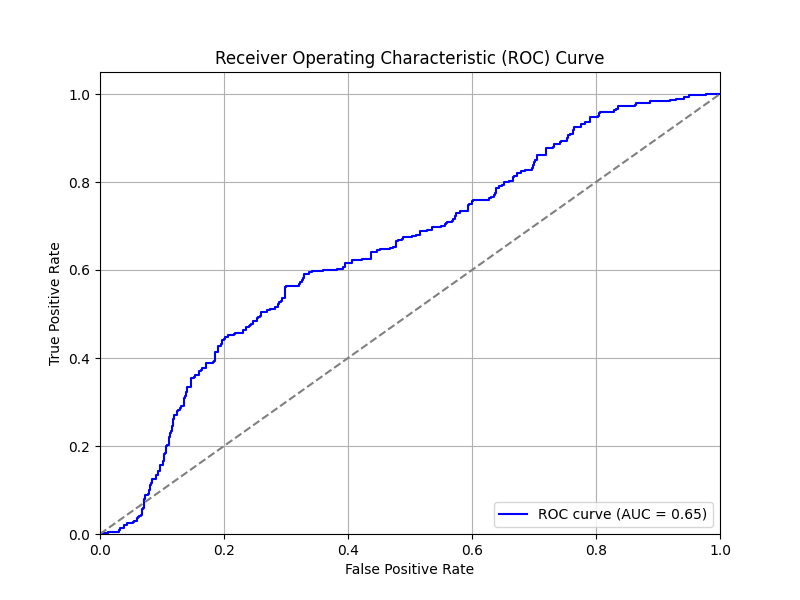 Receiver Operating Characteristic (ROC) Curve
True Positive Rate
1.0
0.8
0.6
0.4
0.2
0.0
ROC curve (AUC = 0.65)
0.0 0.2 0.4 0.6 0.8 1.0
False Positive Rate